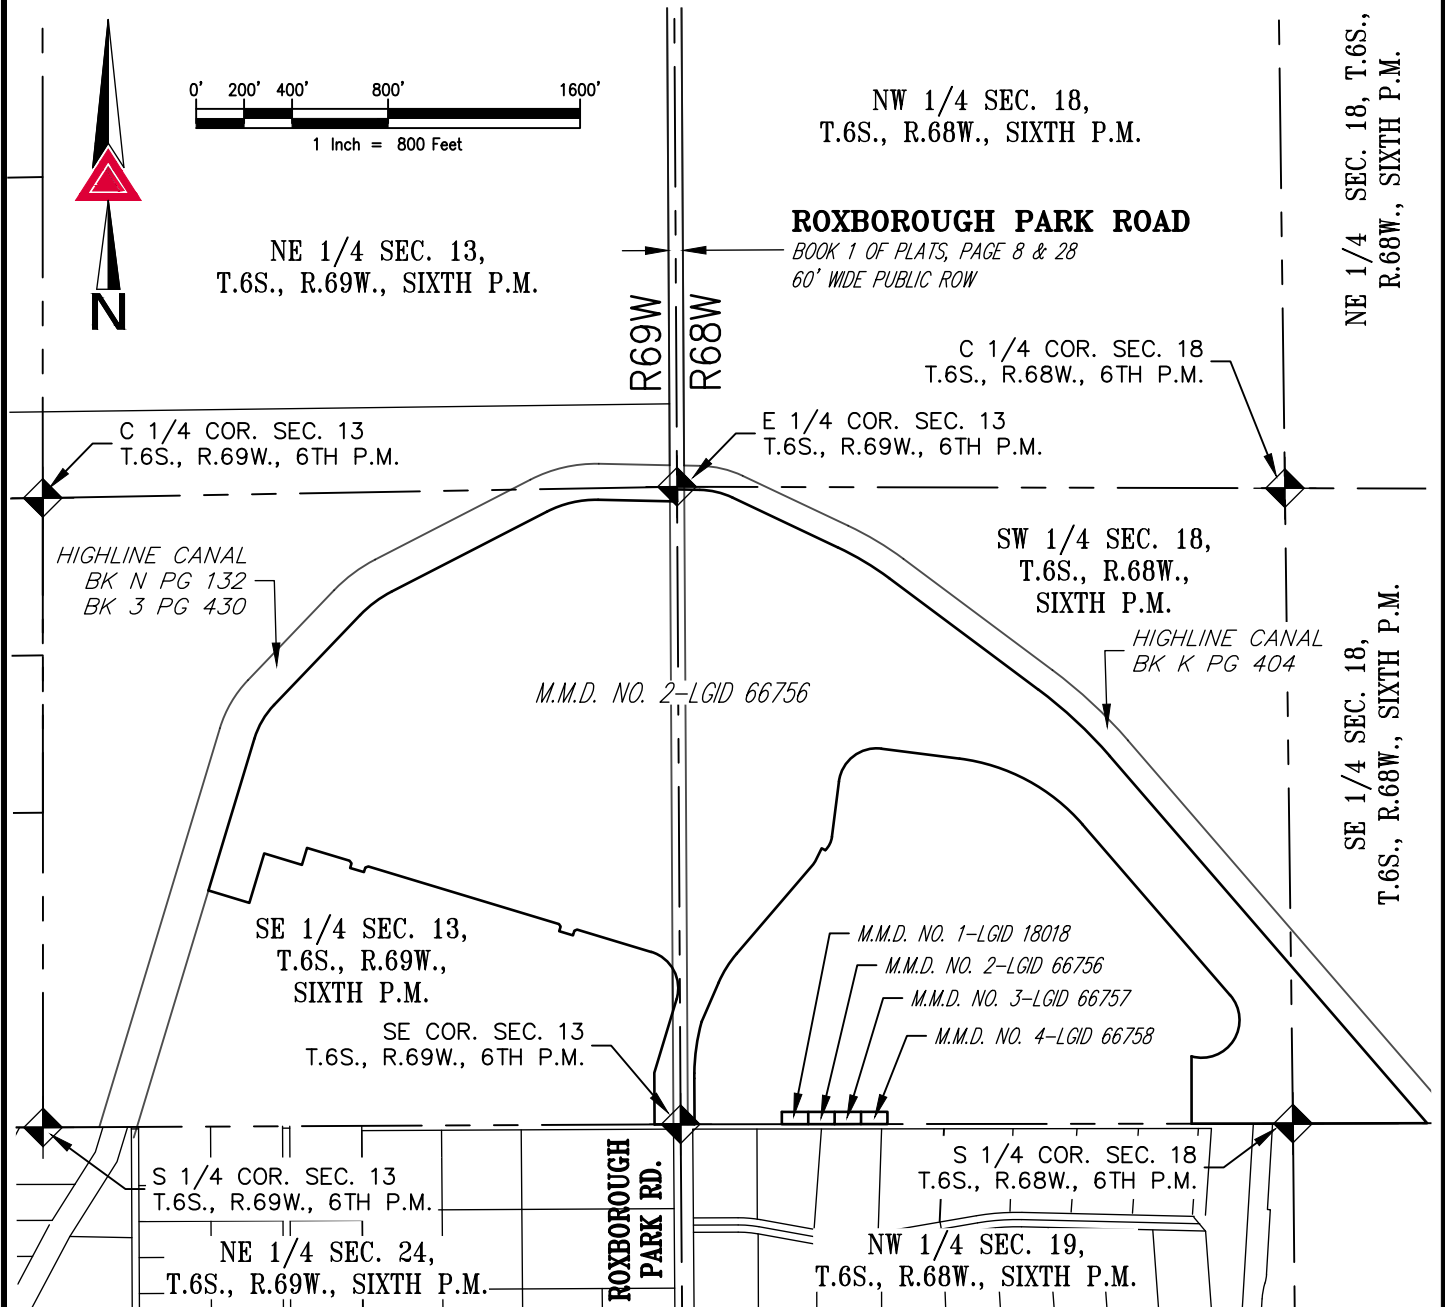 0' 200' 400' 800' 1600'
1 Inch = 800 Feet
N
NW 1/4 SEC. 18,
T.6S., R.68W., SIXTH P.M.
NE 1/4 SEC. 18, T.6S.,
R.68W., SIXTH P.M.
ROXBOROUGH PARK ROAD
BOOK 1 OF PLATS, PAGE 8 & 28
60' WIDE PUBLIC ROW
NE 1/4 SEC. 13,
T.6S., R.69W., SIXTH P.M.
R69W
R68W
C 1/4 COR. SEC. 18
T.6S., R.68W., 6TH P.M.
E 1/4 COR. SEC. 13
T.6S., R.69W., 6TH P.M.
C 1/4 COR. SEC. 13
T.6S., R.69W., 6TH P.M.
HIGHLINE CANAL
BK N PG 132
BK 3 PG 430
SW 1/4 SEC. 18,
T.6S., R.68W.,
SIXTH P.M.
HIGHLINE CANAL
BK K PG 404
SE 1/4 SEC. 18,
T.6S., R.68W., SIXTH P.M.
M.M.D. NO. 2-LGID 66756
SE 1/4 SEC. 13,
T.6S., R.69W.,
SIXTH P.M.
M.M.D. NO. 1-LGID 18018
M.M.D. NO. 2-LGID 66756
M.M.D. NO. 3-LGID 66757
M.M.D. NO. 4-LGID 66758
SE COR. SEC. 13
T.6S., R.69W., 6TH P.M.
S 1/4 COR. SEC. 13
T.6S., R.69W., 6TH P.M.
S 1/4 COR. SEC. 18
T.6S., R.68W., 6TH P.M.
ROXBOROUGH
PARK RD.
NE 1/4 SEC. 24,
T.6S., R.69W., SIXTH P.M.
NW 1/4 SEC. 19,
T.6S., R.68W., SIXTH P.M.